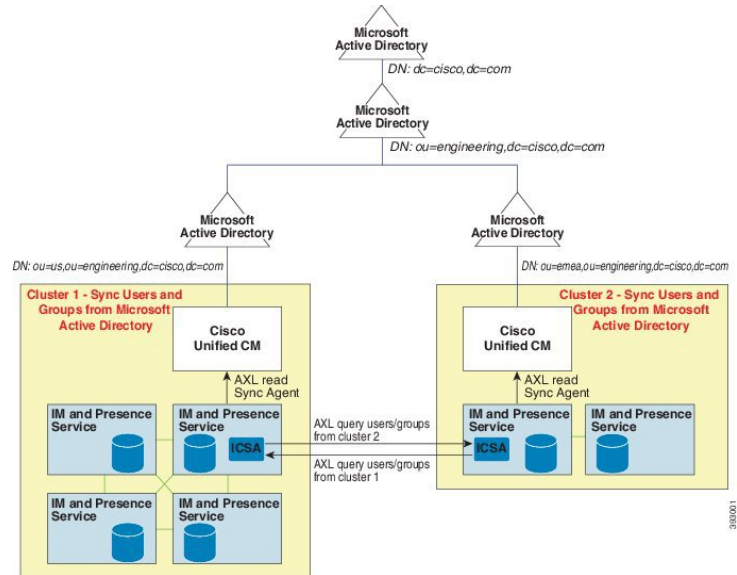 Microsoft
Active Directory
DN: dc=cisco,dc=com
Microsoft
Active Directory
DN: ou=engineering,dc=cisco,dc=com
Microsoft
Active Directory
DN: ou=us,ou=engineering,dc=cisco,dc=com
Microsoft
Active Directory
DN: ou=emea,ou=engineering,dc=cisco,dc=com
Cluster 1 - Sync Users and
Groups from Microsoft
Active Directory
Cisco
Unified CM
AXL read
Sync Agent
IM and Presence
Service
IM and Presence
Service
ICSA
IM and Presence
Service
IM and Presence
Service
AXL query users/groups
from cluster 2
AXL query users/groups
from cluster 1
Cluster 2 - Sync Users and
Groups from Microsoft
Active Directory
Cisco
Unified CM
AXL read
Sync Agent
IM and Presence
Service
ICSA
IM and Presence
Service
393001